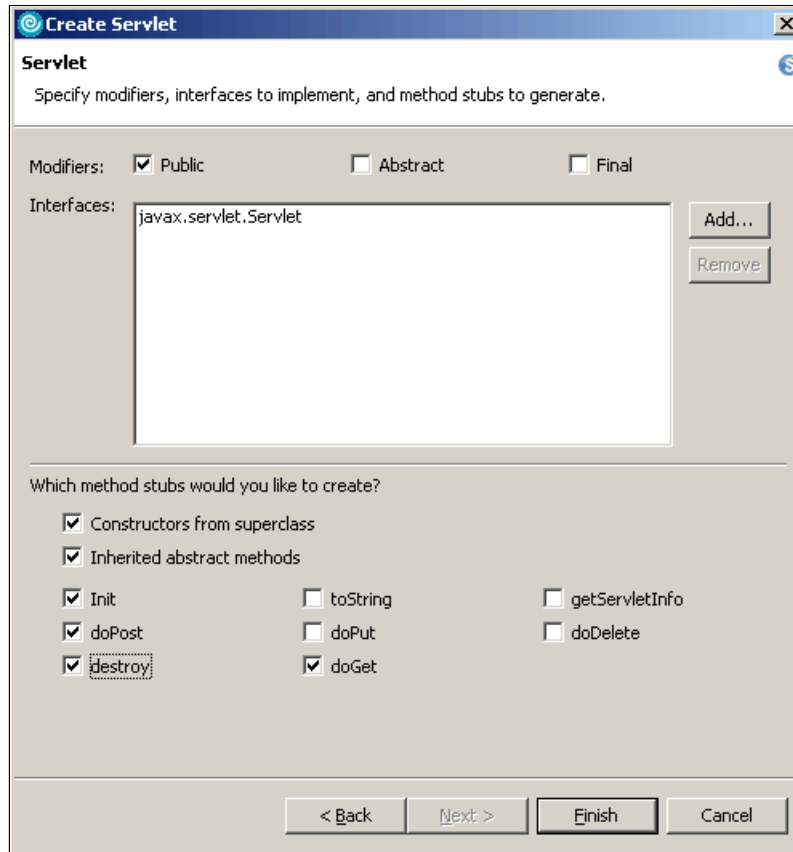 Create Servlet
Servlet
Specify modifiers, interfaces to implement, and method stubs to generate.
Modifiers: Public Abstract Final
Interfaces:
javax.servlet.Servlet
Add...
Remove
Which method stubs would you like to create?
Constructors from superclass
Inherited abstract methods
Init toString getServletInfo
doPost doPut doDelete
destroy doGet
< Back Next > Finish Cancel